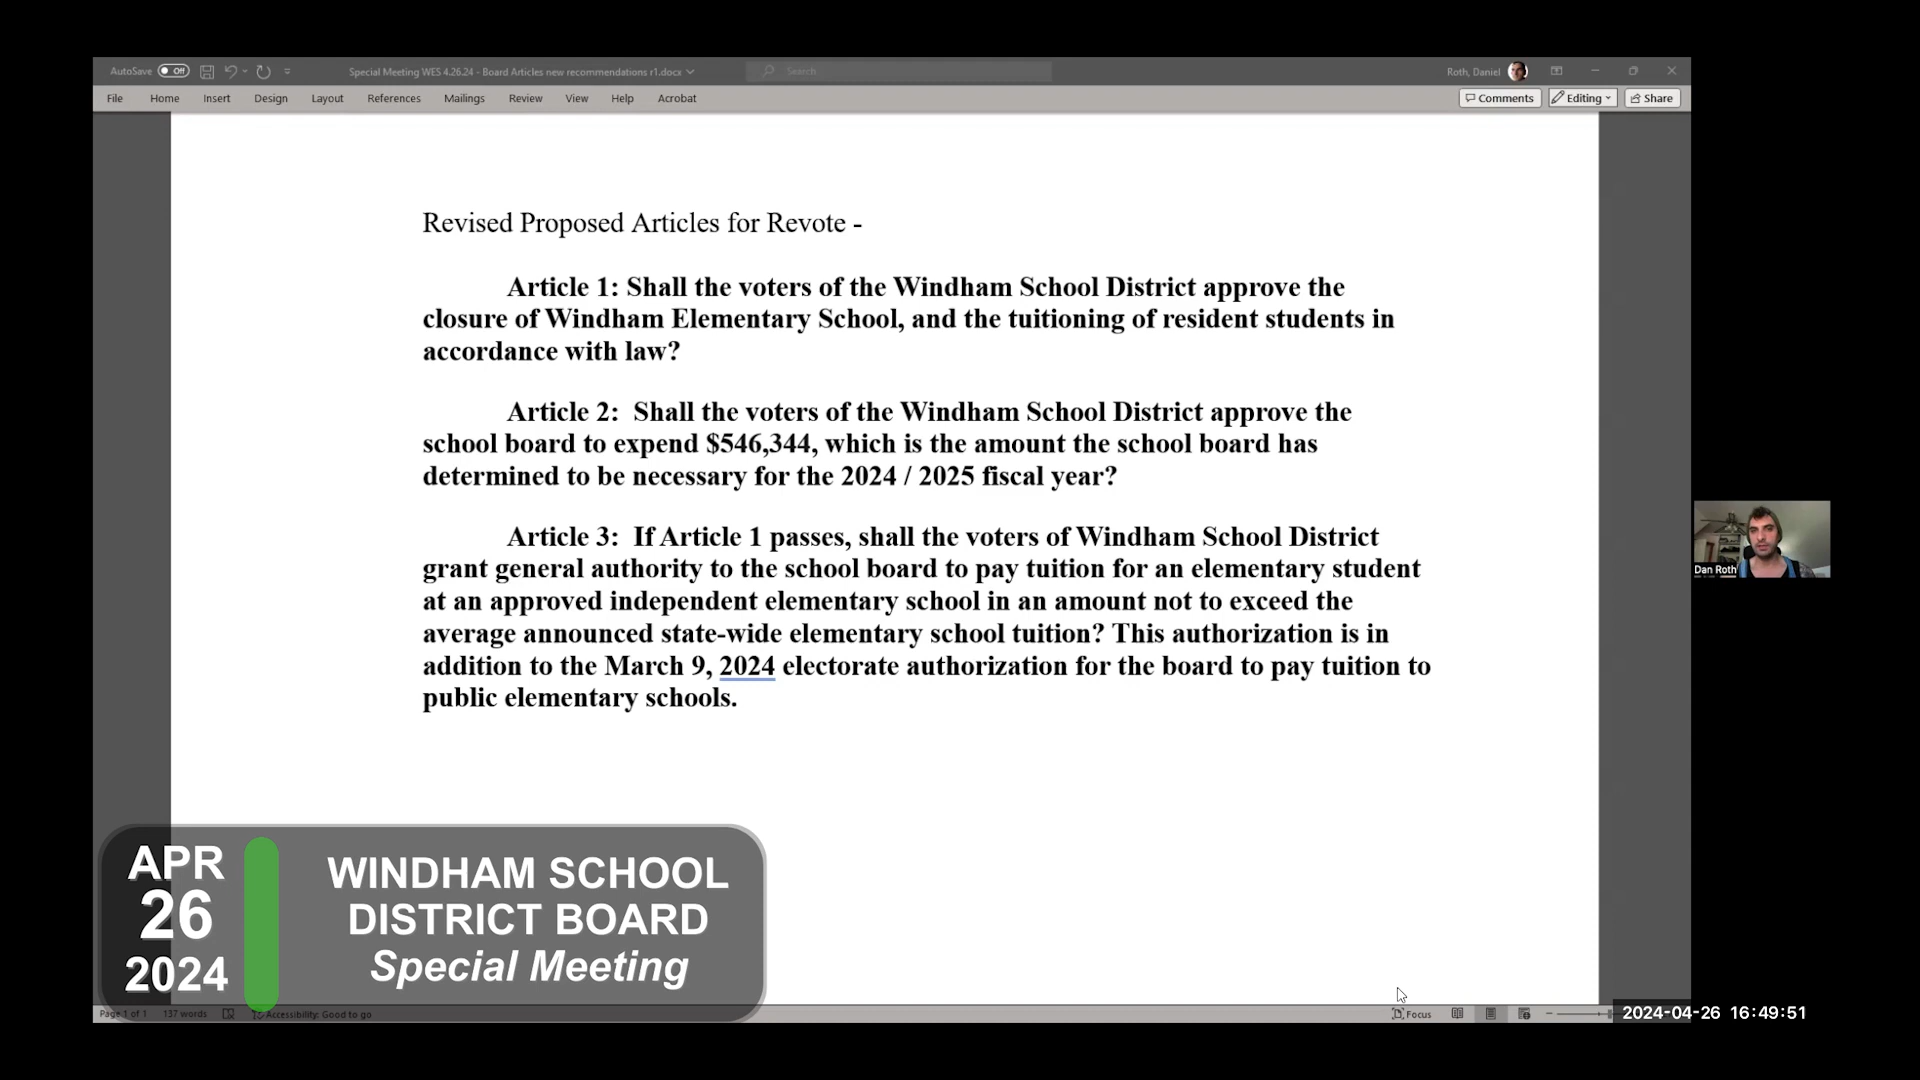 AutoSave Off
Special Meeting WES 4.26.24 - Board Articles new recommendations r1.docx
Search
Roth, Daniel
File Home Insert Design Layout References Mailings Review View Help Acrobat
Comments Editing Share
Revised Proposed Articles for Revote -
Article 1: Shall the voters of the Windham School District approve the
closure of Windham Elementary School, and the tuitioning of resident students in
accordance with law?
Article 2: Shall the voters of the Windham School District approve the
school board to expend $546,344, which is the amount the school board has
determined to be necessary for the 2024 / 2025 fiscal year?
Article 3: If Article 1 passes, shall the voters of Windham School District
grant general authority to the school board to pay tuition for an elementary student
at an approved independent elementary school in an amount not to exceed the
average announced state-wide elementary school tuition? This authorization is in
addition to the March 9, 2024 electorate authorization for the board to pay tuition to
public elementary schools.
Dan Roth
APR
26
2024
WINDHAM SCHOOL
DISTRICT BOARD
Special Meeting
Page 1 of 1 137 words Accessibility: Good to go
Focus
2024-04-26 16:49:51